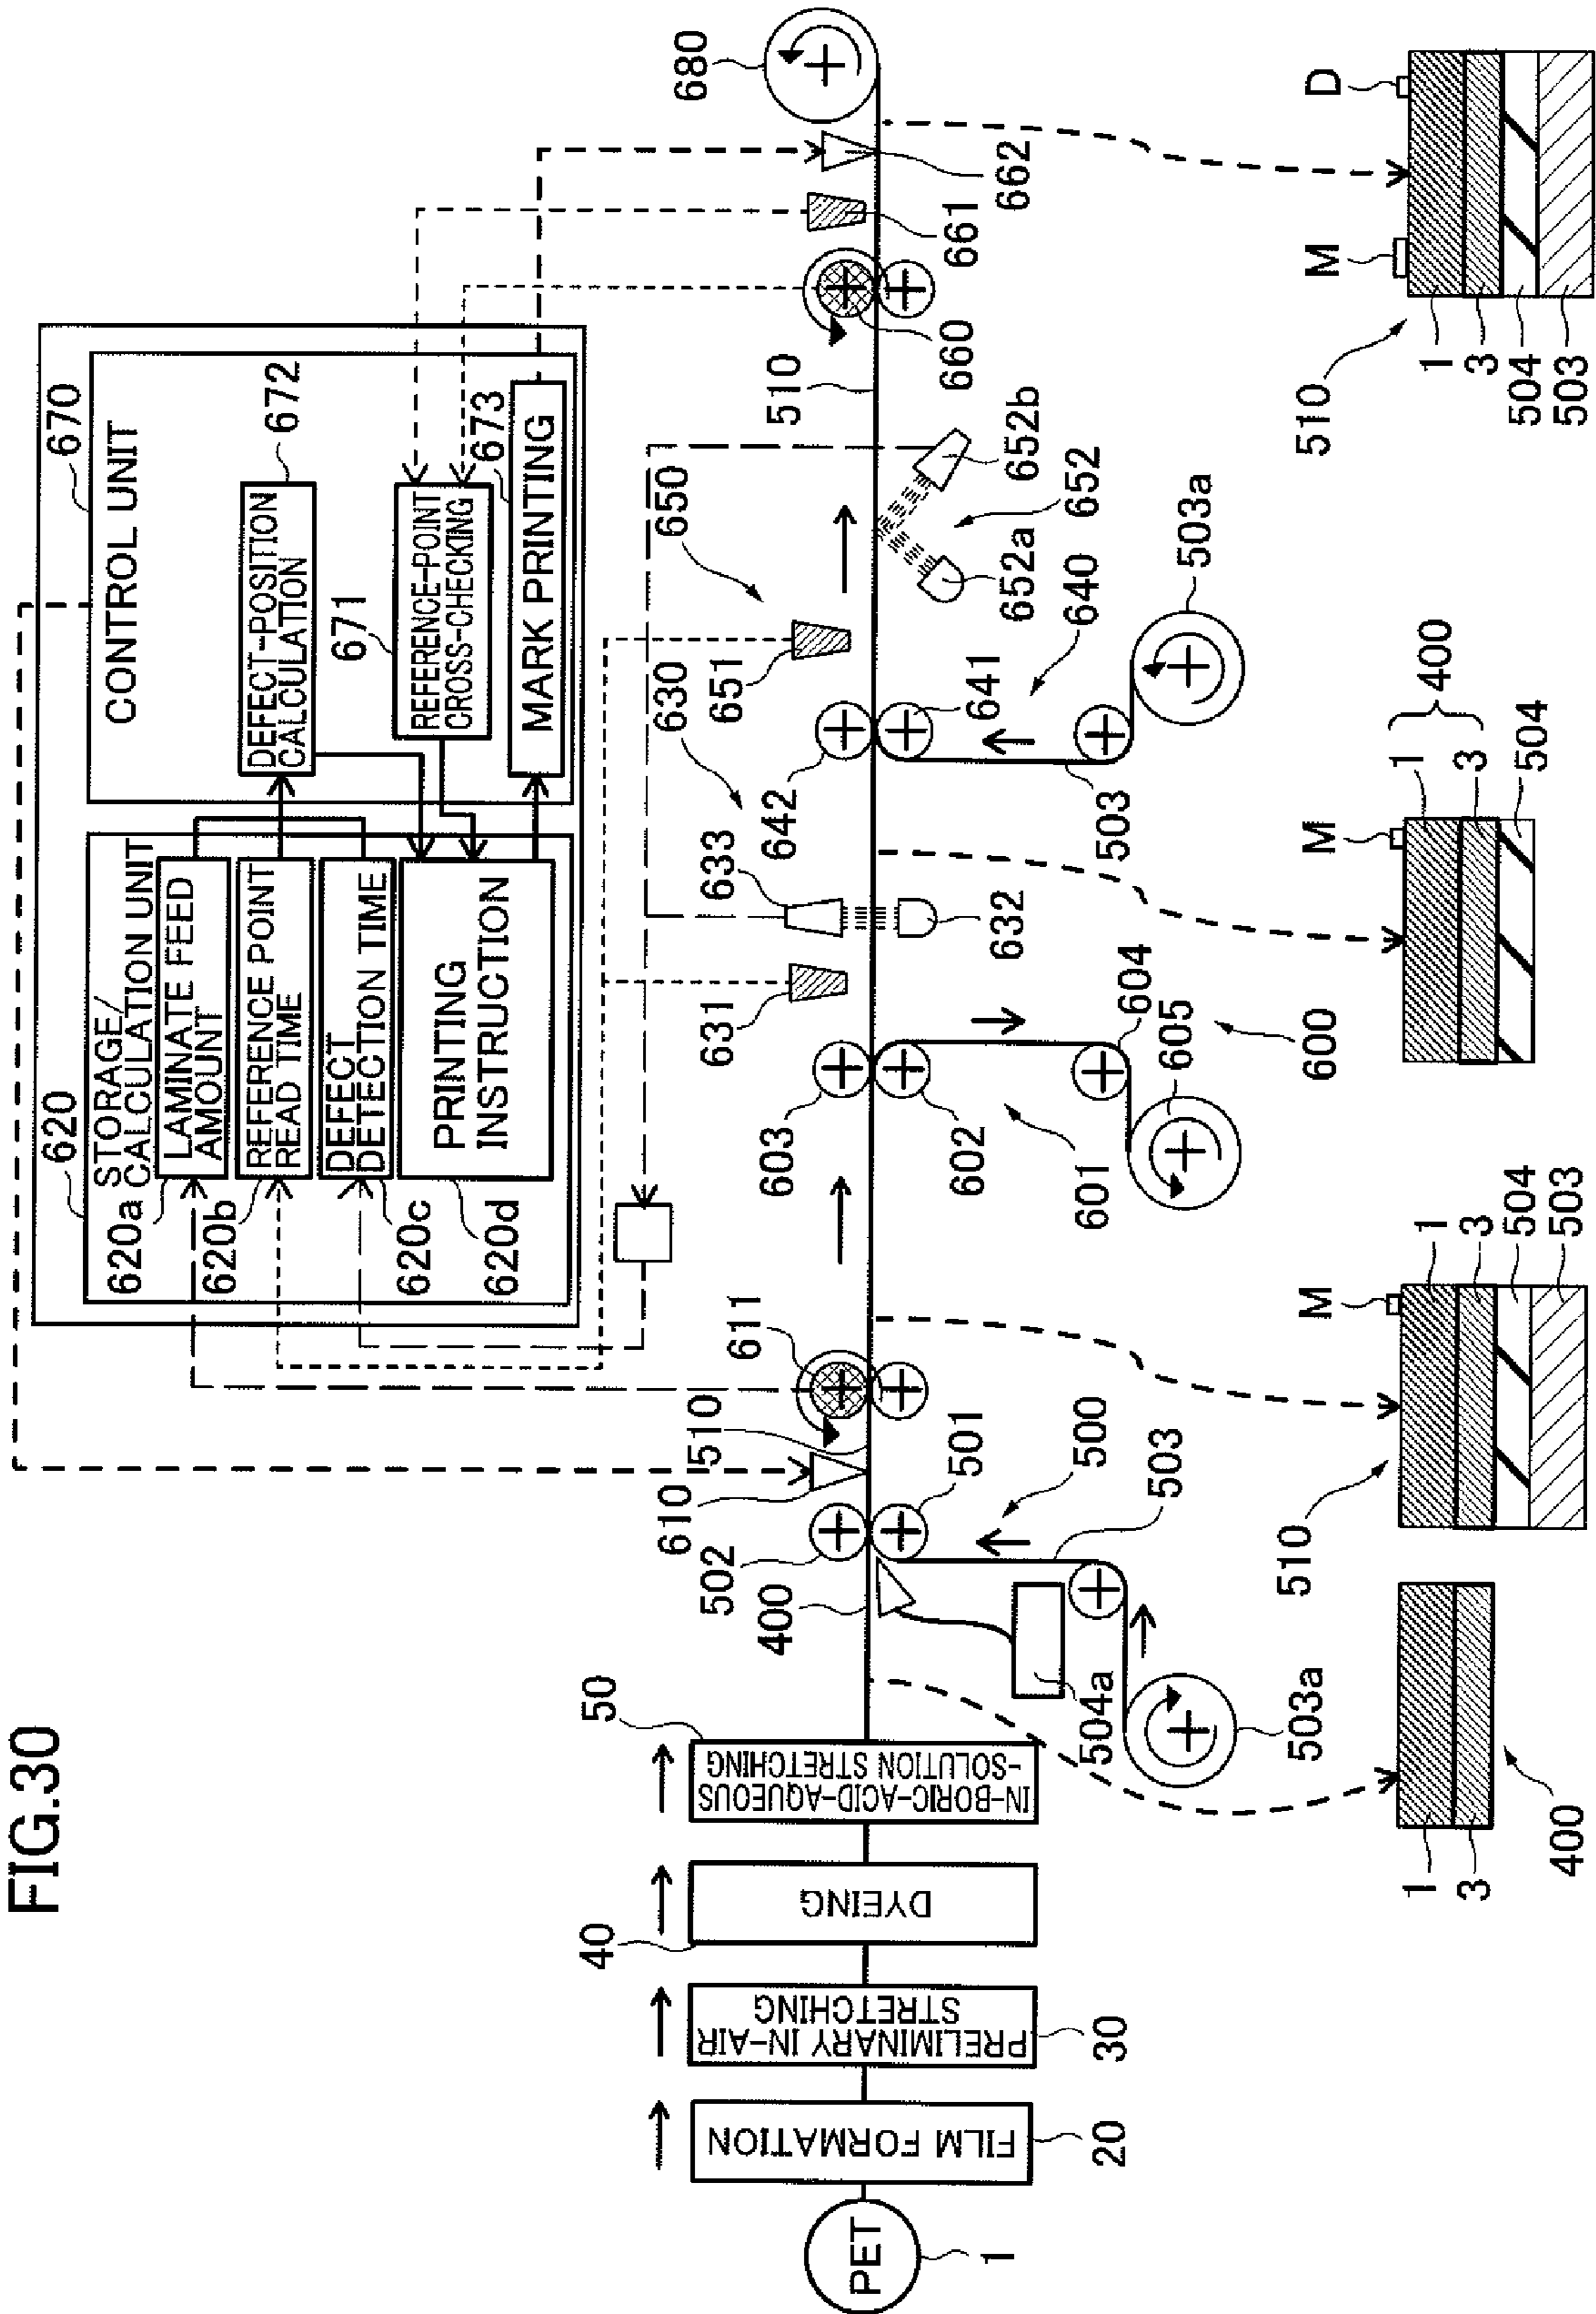 FIG.30
670
CONTROL UNIT
672
DEFECT-POSITION
CALCULATION
671
REFERENCE-POINT
CROSS-CHECKING
673
MARK PRINTING
620
STORAGE/
CALCULATION UNIT
620a
LAMINATE FEED
AMOUNT
620b
REFERENCE POINT
READ TIME
620c
DEFECT
DETECTION TIME
620d
PRINTING
INSTRUCTION
PET
1
FILM FORMATION
20
PRELIMINARY IN-AIR
STRETCHING
30
DYEING
40
IN-BORIC-ACID-AQUEOUS
-SOLUTION STRETCHING
50
400
502
501
610
510
611
500
503
504a
503a
603
602
601
604
605
600
631
630
633
632
642
641
640
503
503a
651
650
652a
652
652b
510
660
661
662
680
1
3
400
M
1
3
504
503
510
M
1
3
400
504
M
D
1
3
504
503
510